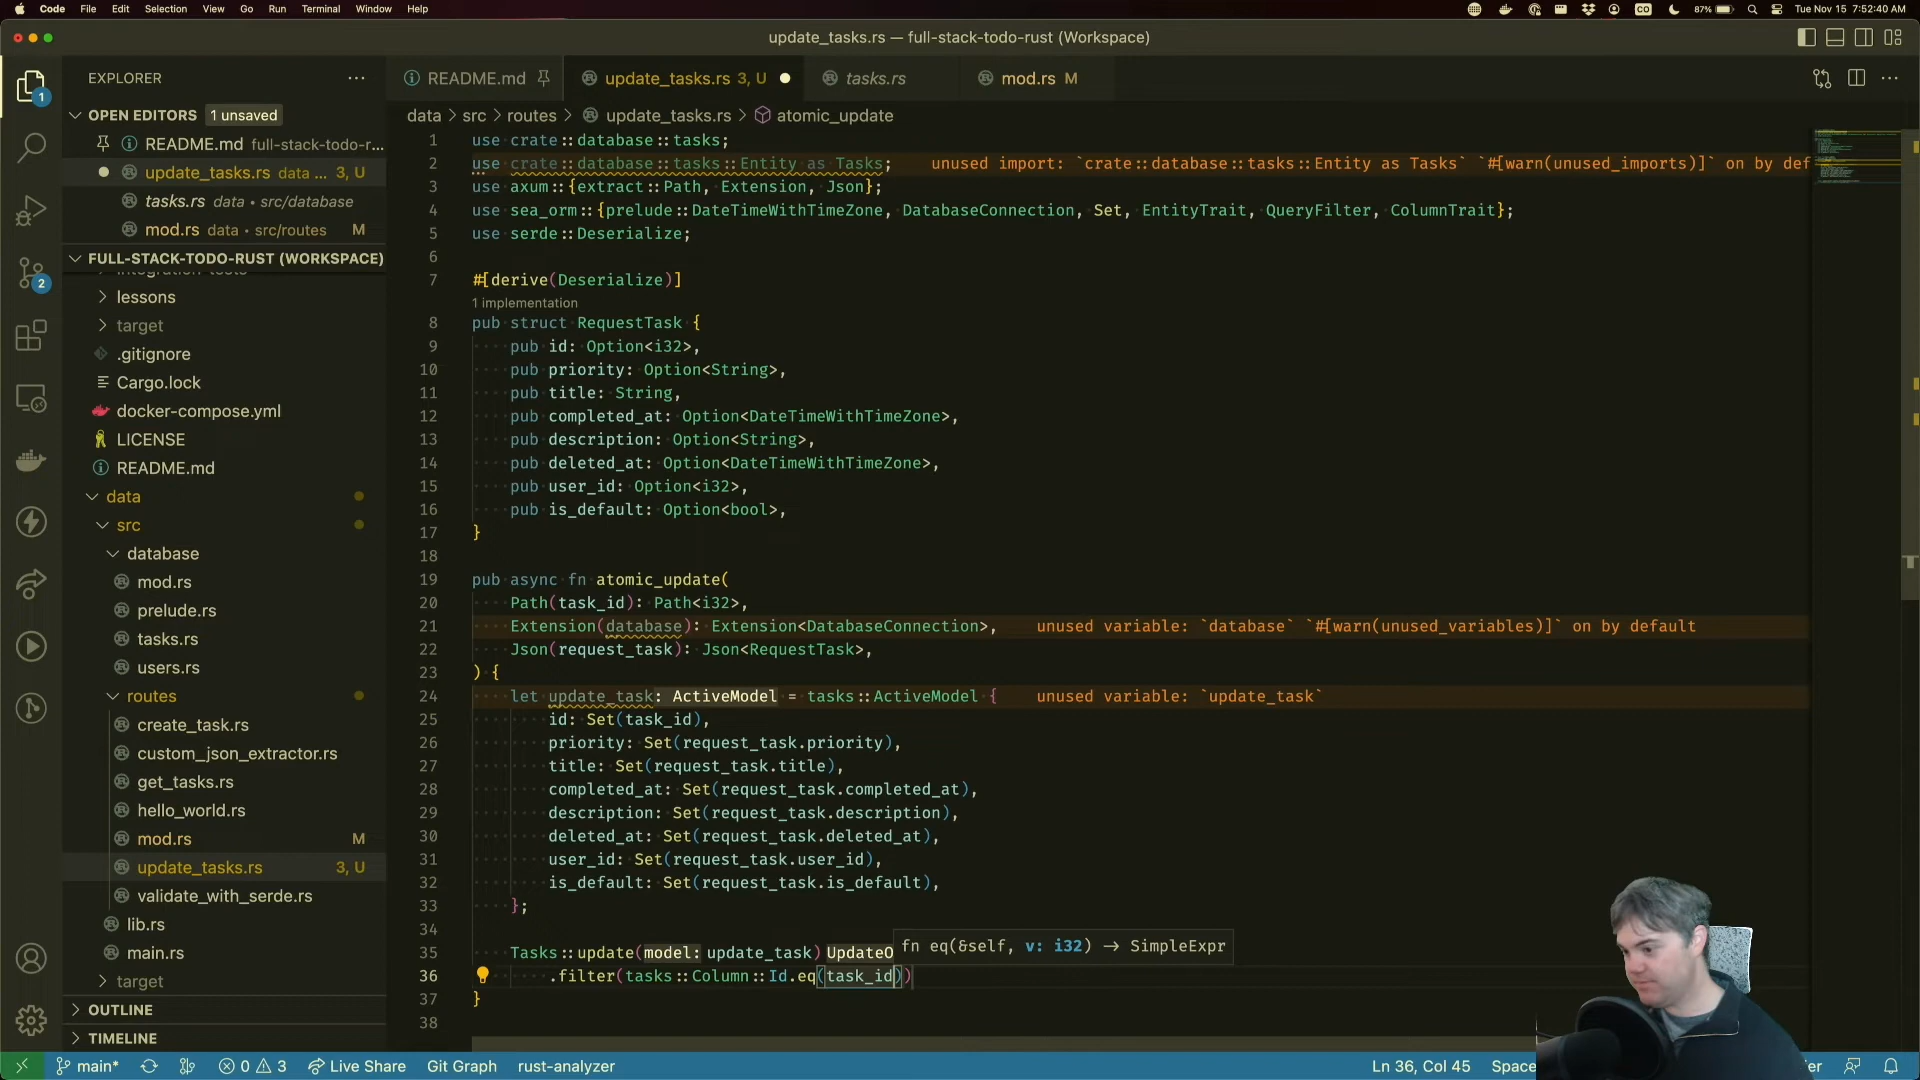 Code File Edit Selection View Go Run Terminal Window Help
87% Tue Nov 15 7:52:40 AM
update_tasks.rs — full-stack-todo-rust (Workspace)
EXPLORER
OPEN EDITORS 1 unsaved
README.md full-stack-todo-r...
update_tasks.rs data ... 3, U
tasks.rs data • src/database
mod.rs data • src/routes M
FULL-STACK-TODO-RUST (WORKSPACE)
lessons
target
.gitignore
Cargo.lock
docker-compose.yml
LICENSE
README.md
data
src
database
mod.rs
prelude.rs
tasks.rs
users.rs
routes
create_task.rs
custom_json_extractor.rs
get_tasks.rs
hello_world.rs
mod.rs M
update_tasks.rs 3, U
validate_with_serde.rs
lib.rs
main.rs
target
OUTLINE
TIMELINE
README.md
update_tasks.rs 3, U
tasks.rs
mod.rs M
data > src > routes > update_tasks.rs > atomic_update
1 use crate::database::tasks;
2 use crate::database::tasks::Entity as Tasks; unused import: `crate::database::tasks::Entity as Tasks` `#[warn(unused_imports)]` on by def
3 use axum::{extract::Path, Extension, Json};
4 use sea_orm::{prelude::DateTimeWithTimeZone, DatabaseConnection, Set, EntityTrait, QueryFilter, ColumnTrait};
5 use serde::Deserialize;
6
7 #[derive(Deserialize)]
1 implementation
8 pub struct RequestTask {
9 pub id: Option<i32>,
10 pub priority: Option<String>,
11 pub title: String,
12 pub completed_at: Option<DateTimeWithTimeZone>,
13 pub description: Option<String>,
14 pub deleted_at: Option<DateTimeWithTimeZone>,
15 pub user_id: Option<i32>,
16 pub is_default: Option<bool>,
17 }
18
19 pub async fn atomic_update(
20 Path(task_id): Path<i32>,
21 Extension(database): Extension<DatabaseConnection>, unused variable: `database` `#[warn(unused_variables)]` on by default
22 Json(request_task): Json<RequestTask>,
23 ) {
24 let update_task: ActiveModel = tasks::ActiveModel { unused variable: `update_task`
25 id: Set(task_id),
26 priority: Set(request_task.priority),
27 title: Set(request_task.title),
28 completed_at: Set(request_task.completed_at),
29 description: Set(request_task.description),
30 deleted_at: Set(request_task.deleted_at),
31 user_id: Set(request_task.user_id),
32 is_default: Set(request_task.is_default),
33 };
34
fn eq(&self, v: i32) → SimpleExpr
35 Tasks::update(model: update_task) UpdateO
36 .filter(tasks::Column::Id.eq(task_id))
37 }
38
1
2
main* 0 3 Live Share Git Graph rust-analyzer Ln 36, Col 45